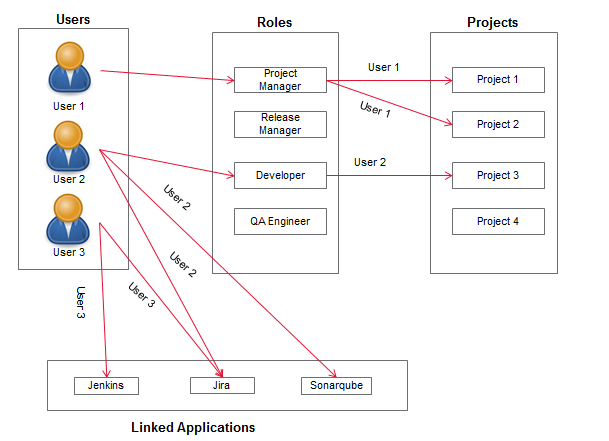 Users
Roles
Projects
User 1
User 2
User 3
Project
Manager
Release
Manager
Developer
QA Engineer
User 1
User 1
User 2
Project 1
Project 2
Project 3
Project 4
User 2
User 2
User 3
User 3
Jenkins
Jira
Sonarqube
Linked Applications